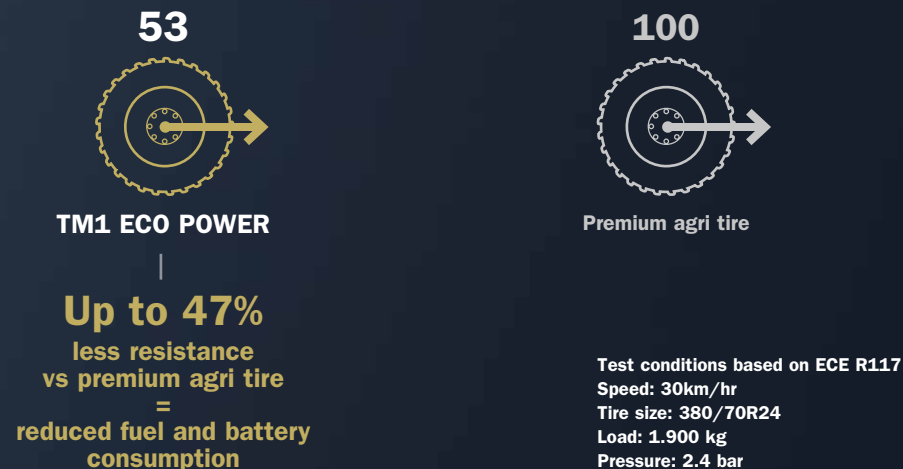 53
TM1 ECO POWER
Up to 47%
less resistance
vs premium agri tire
=
reduced fuel and battery
consumption
100
Premium agri tire
Test conditions based on ECE R117
Speed: 30km/hr
Tire size: 380/70R24
Load: 1.900 kg
Pressure: 2.4 bar